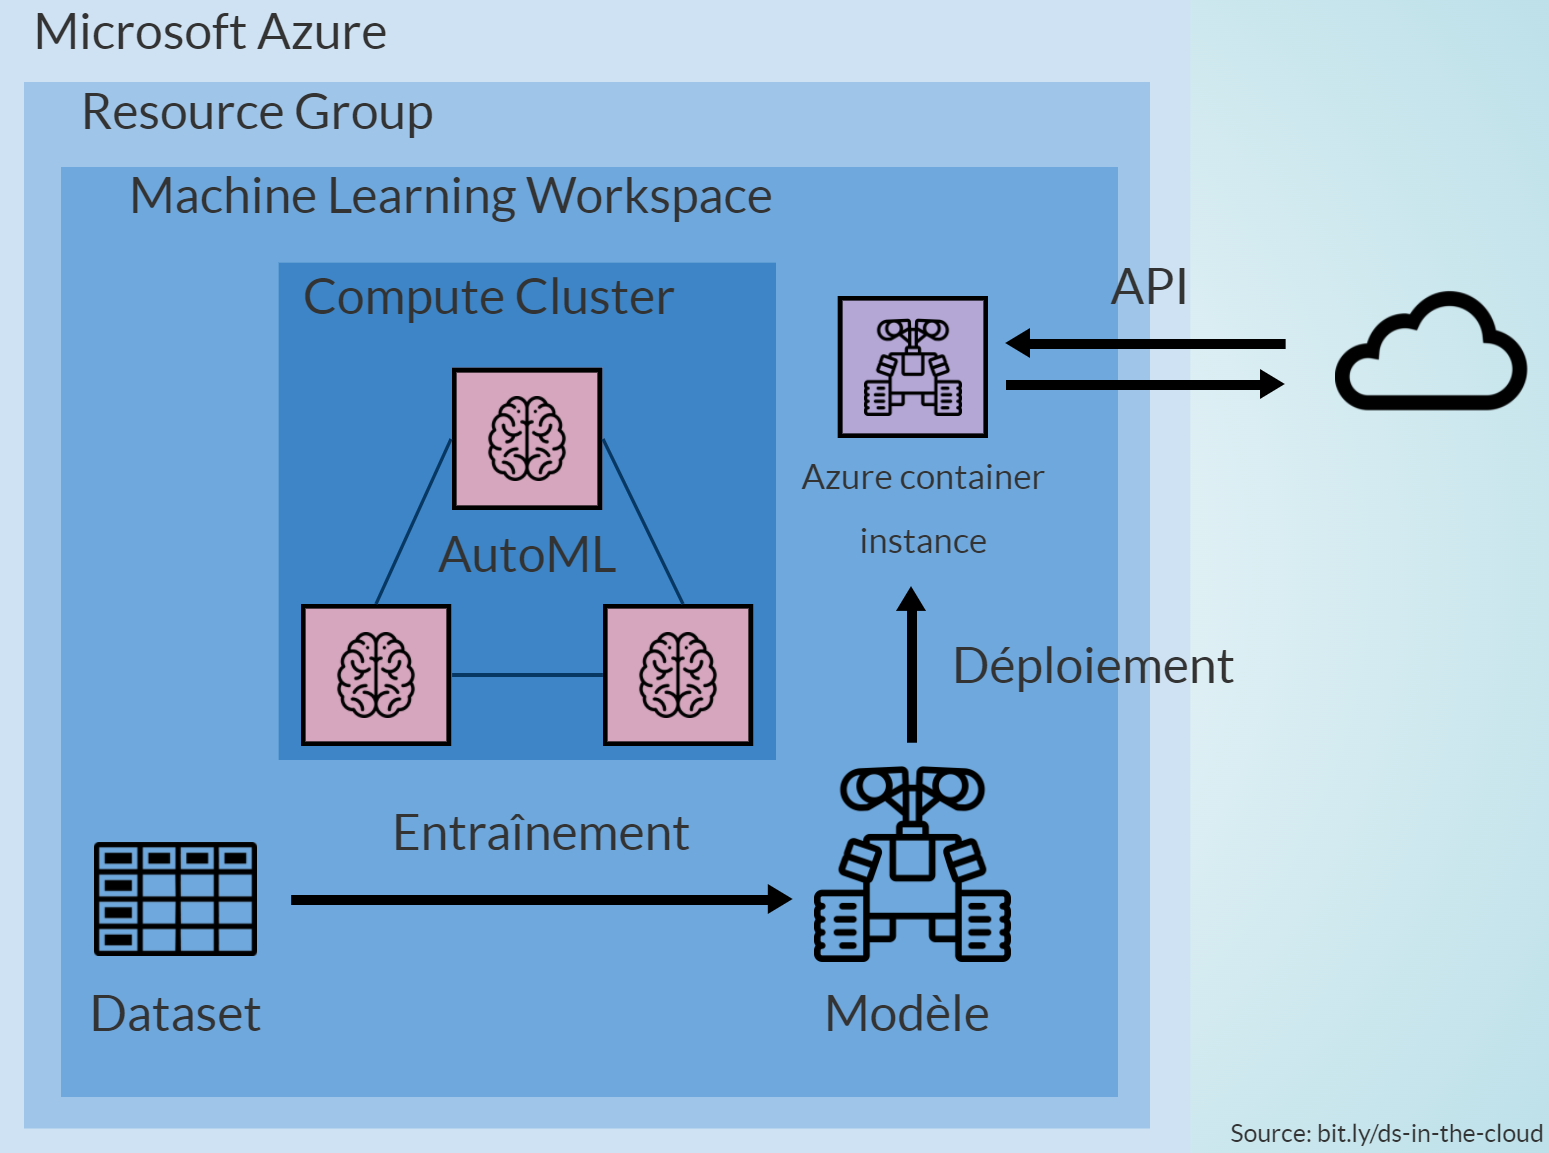 Microsoft Azure
Resource Group
Machine Learning Workspace
Compute Cluster
AutoML
API
Azure container
instance
Déploiement
Entraînement
Dataset
Modèle
Source: bit.ly/ds-in-the-cloud